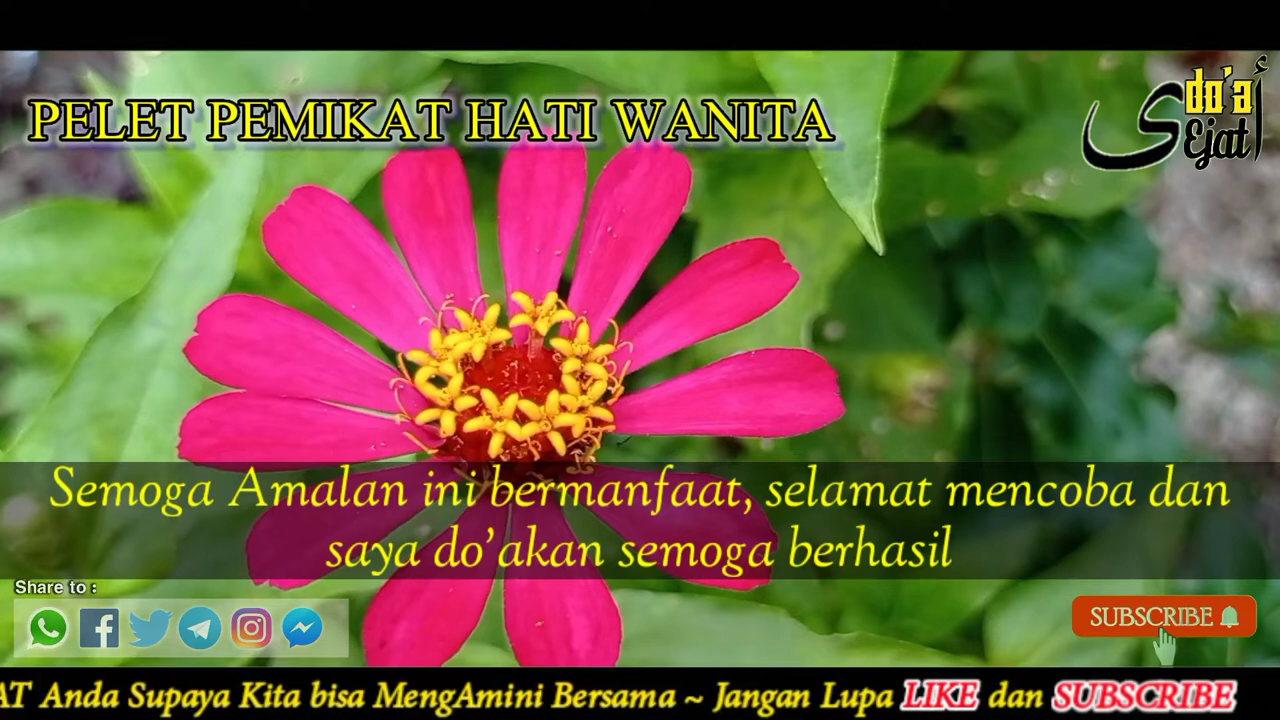 PELET PEMIKAT HATI WANITA
do'a
أ ى
Ejat
Semoga Amalan ini bermanfaat, selamat mencoba dan
saya do'akan semoga berhasil
Share to :
SUBSCRIBE
AT Anda Supaya Kita bisa MengAmini Bersama ~ Jangan Lupa LIKE dan SUBSCRIBE